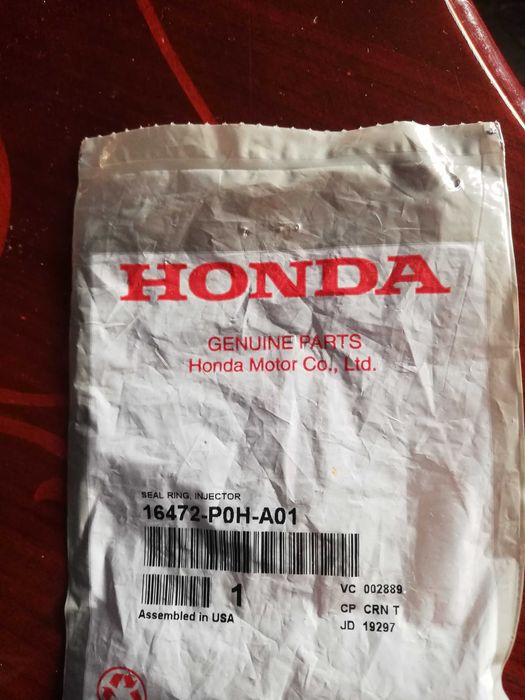 HONDA
GENUINE PARTS
Honda Motor Co., Ltd.
SEAL RING, INJECTOR
16472-P0H-A01
1
VC 002889
Assembled in USA
CP CRN T
JD 19297